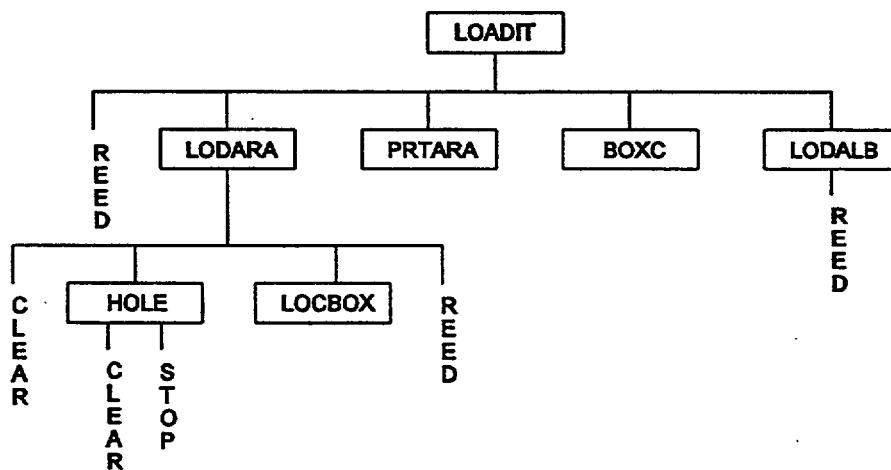 LOADIT
REED
LODARA
PRTARA
BOXC
LODALB
REED
CLEAR
HOLE
LOCBOX
REED
CLEAR
STOP